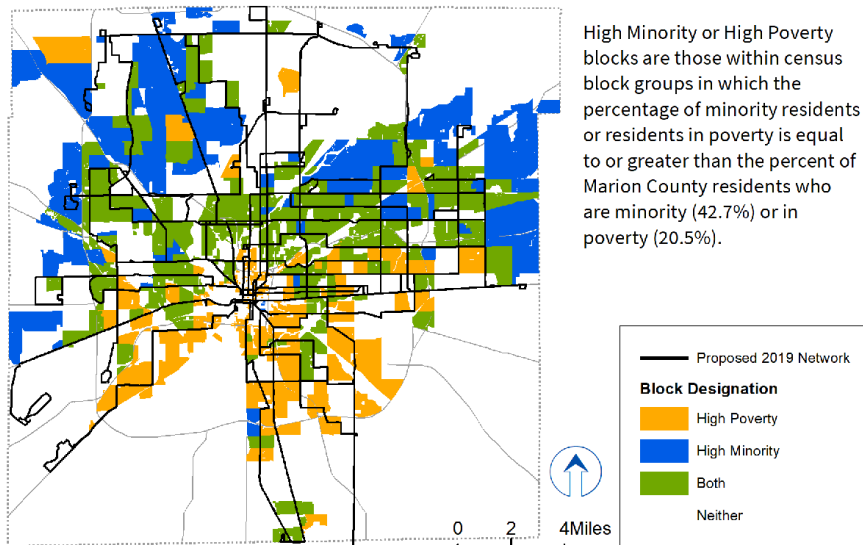 High Minority or High Poverty
blocks are those within census
block groups in which the
percentage of minority residents
or residents in poverty is equal
to or greater than the percent of
Marion County residents who
are minority (42.7%) or in
poverty (20.5%).
Proposed 2019 Network
Block Designation
High Poverty
High Minority
Both
Neither
0 2 4Miles